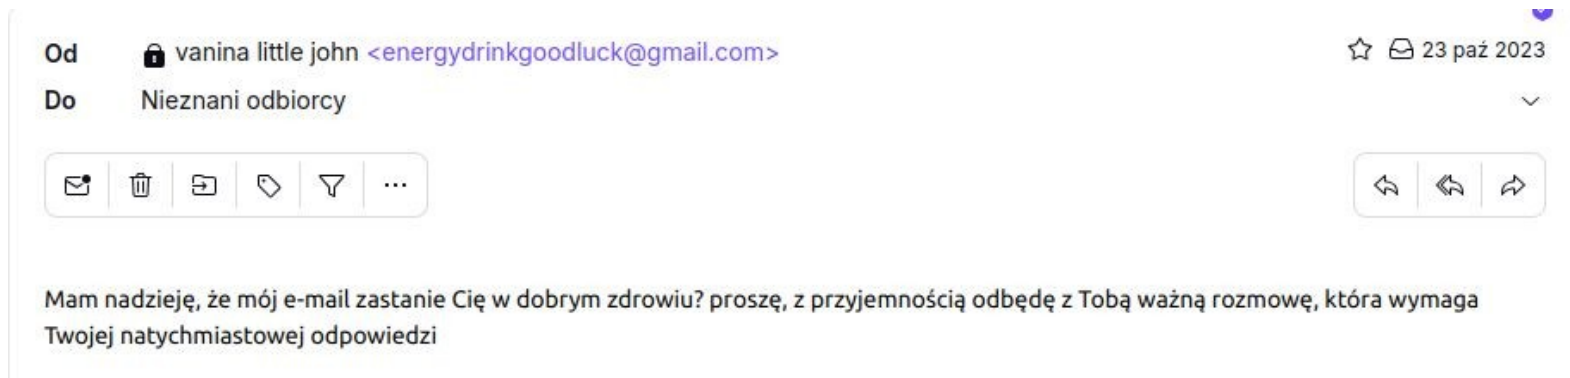 Od vanina little john <energydrinkgoodluck@gmail.com> 23 paź 2023
Do Nieznani odbiorcy
Mam nadzieję, że mój e-mail zastanie Cię w dobrym zdrowiu? proszę, z przyjemnością odbędę z Tobą ważną rozmowę, która wymaga
Twojej natychmiastowej odpowiedzi